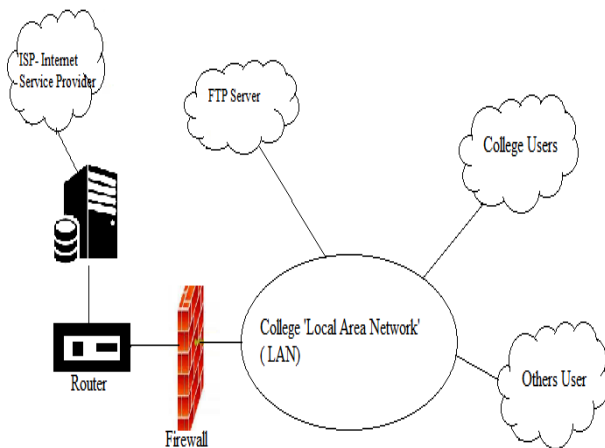 'ISP- Internet
- Service Provider
FTP Server
College Users
College 'Local Area Network'
( LAN)
Others User
Router
Firewall